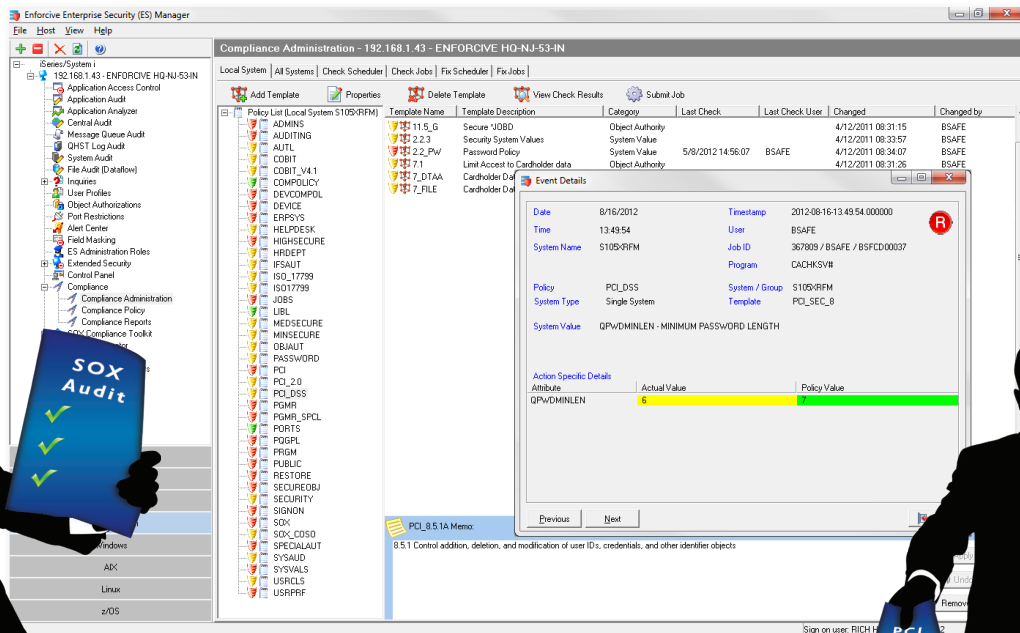 Enforcive Enterprise Security (ES) Manager
File Host View Help
iSeries/System i
192.168.1.43 - ENFORCIVE HQ-NJ-53-IN
Application Access Control
Application Audit
Application Analyzer
Central Audit
Message Queue Audit
QHST Log Audit
System Audit
File Audit (Dataflow)
Inquiries
User Profiles
Object Authorizations
Port Restrictions
Alert Center
Field Masking
ES Administration Roles
Extended Security
Control Panel
Compliance
Compliance Administration
Compliance Policy
Compliance Reports
SOX Compliance Toolkit
SOX
Audit
Windows
AIX
Linux
z/OS
Compliance Administration - 192.168.1.43 - ENFORCIVE HQ-NJ-53-IN
Local System All Systems Check Scheduler Check Jobs Fix Scheduler Fix Jobs
Add Template Properties Delete Template View Check Results Submit Job
Policy List (Local System S105XRFM)
ADMINS
AUDITING
AUTL
COBIT
COBIT_V4.1
COMPOLICY
DEVCOMPOL
DEVICE
ERPSYS
HELPDESK
HIGHSECURE
HRDEPT
IFSAUT
ISO_17799
ISO17799
JOBS
LIBL
MEDSECURE
MINSECURE
OBJAUT
PASSWORD
PCI
PCI_2.0
PCI_DSS
PGMR
PGMR_SPCL
PORTS
PQGPL
PRGM
PUBLIC
RESTORE
SECUREOBJ
SECURITY
SIGNON
SOX
SOX_COSO
SPECIALAUT
SYSAUD
SYSVALS
USRCLS
USRPRF
Template Name Template Description Category Last Check Last Check User Changed Changed by
11.5_G Secure *JOBD Object Authority 4/12/2011 08:31:15 BSAFE
2.2.3 Security System Values System Value 4/12/2011 08:33:57 BSAFE
2.2_PW Password Policy System Value 5/8/2012 14:56:07 BSAFE 4/12/2011 08:34:07 BSAFE
7.1 Limit Access to Cardholder data Object Authority 4/12/2011 08:31:26 BSAFE
7_DTAA Cardholder Da
7_FILE Cardholder Da
Event Details
Date 8/16/2012 Timestamp 2012-08-16-13.49.54.000000
R
Time 13:49:54 User BSAFE
System Name S105XRFM Job ID 367809 / BSAFE / BSFCD00037
Program CACHKSV#
Policy PCI_DSS System / Group S105XRFM
System Type Single System Template PCI_SEC_8
System Value QPWDMINLEN - MINIMUM PASSWORD LENGTH
Action Specific Details
Attribute Actual Value Policy Value
QPWDMINLEN 6 7
Previous Next
PCI_8.5.1A Memo:
8.5.1 Control addition, deletion, and modification of user IDs, credentials, and other identifier objects
Undo
Remove
Sign on user: RICH H
PCI